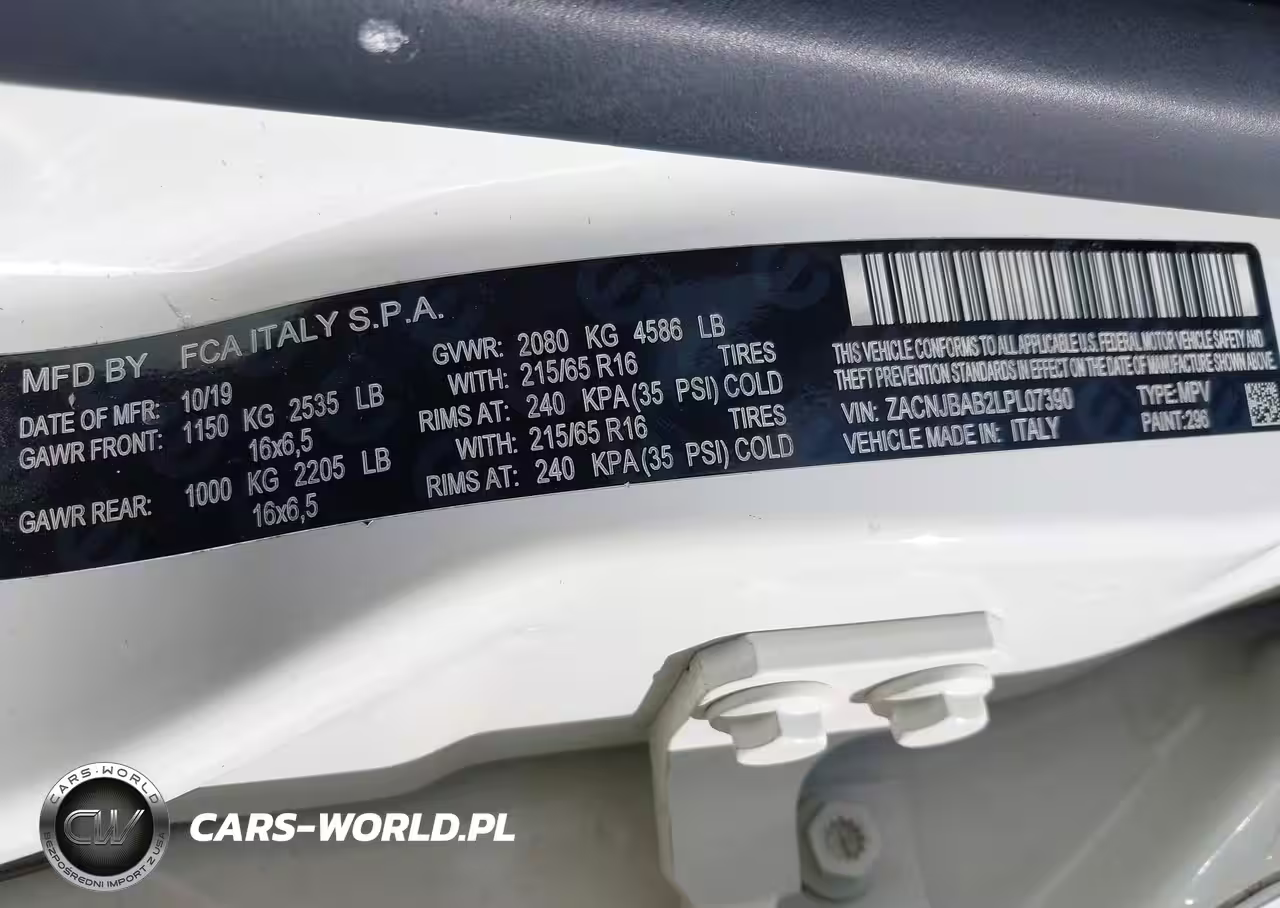 MFD BY FCA ITALY S.P.A.
DATE OF MFR: 10/19
GAWR FRONT: 1150 KG 2535 LB
16x6,5
GAWR REAR: 1000 KG 2205 LB
16x6,5
GVWR: 2080 KG 4586 LB
WITH: 215/65 R16 TIRES
RIMS AT: 240 KPA(35 PSI) COLD
WITH: 215/65 R16 TIRES
RIMS AT: 240 KPA(35 PSI) COLD
THIS VEHICLE CONFORMS TO ALL APPLICABLE U.S. FEDERAL MOTOR VEHICLE SAFETY AND
THEFT PREVENTION STANDARDS IN EFFECT ON THE DATE OF MANUFACTURE SHOWN ABOVE
VIN: ZACNJBAB2LPL07390 TYPE:MPV
VEHICLE MADE IN: ITALY PAINT:296
CARS-WORLD
CW
BEZPOŚREDNI IMPORT Z USA
CARS-WORLD.PL